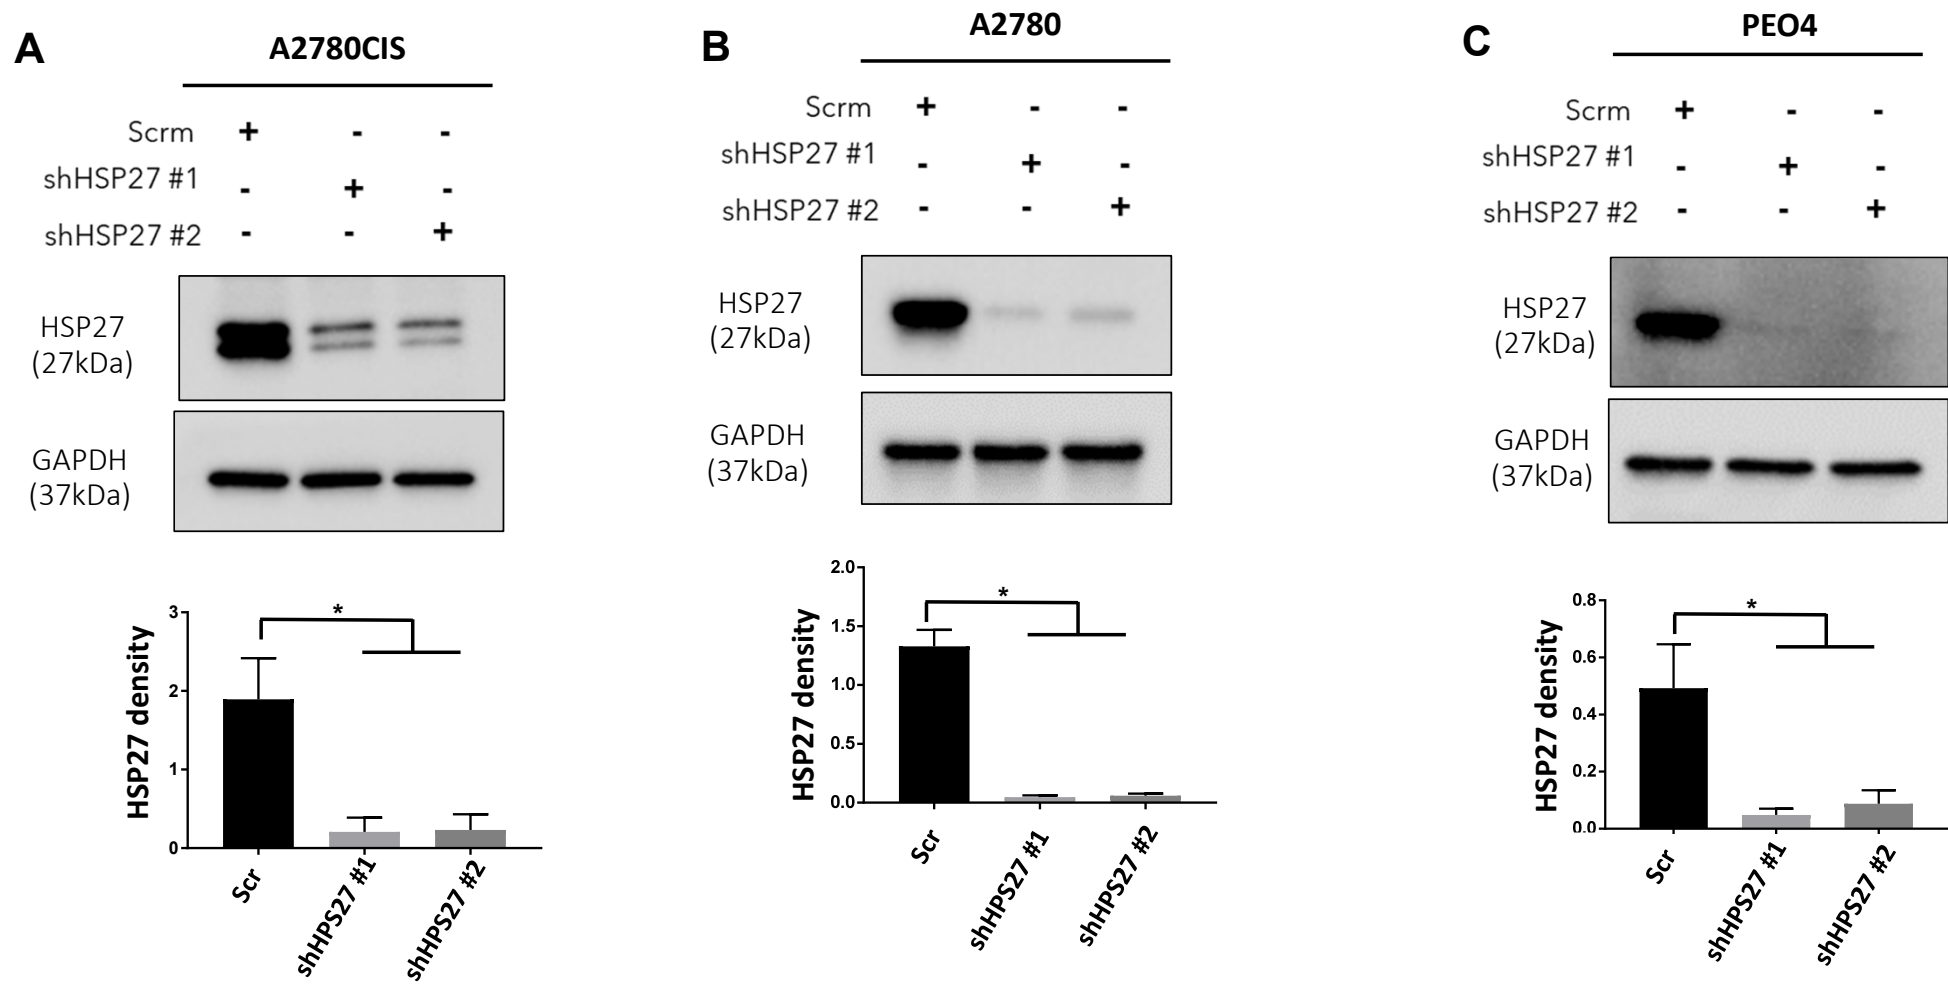 A
A2780CIS
Scrm + - -
shHSP27 #1 - + -
shHSP27 #2 - - +
HSP27
(27kDa)
GAPDH
(37kDa)
*
3
2
1
0
HSP27 density
Scr
shHPS27 #1
shHPS27 #2
B
A2780
Scrm + - -
shHSP27 #1 - + -
shHSP27 #2 - - +
HSP27
(27kDa)
GAPDH
(37kDa)
*
2.0
1.5
1.0
0.5
0.0
HSP27 density
Scr
shHPS27 #1
shHPS27 #2
C
PEO4
Scrm + - -
shHSP27 #1 - + -
shHSP27 #2 - - +
HSP27
(27kDa)
GAPDH
(37kDa)
*
0.8
0.6
0.4
0.2
0.0
HSP27 density
Scr
shHPS27 #1
shHPS27 #2